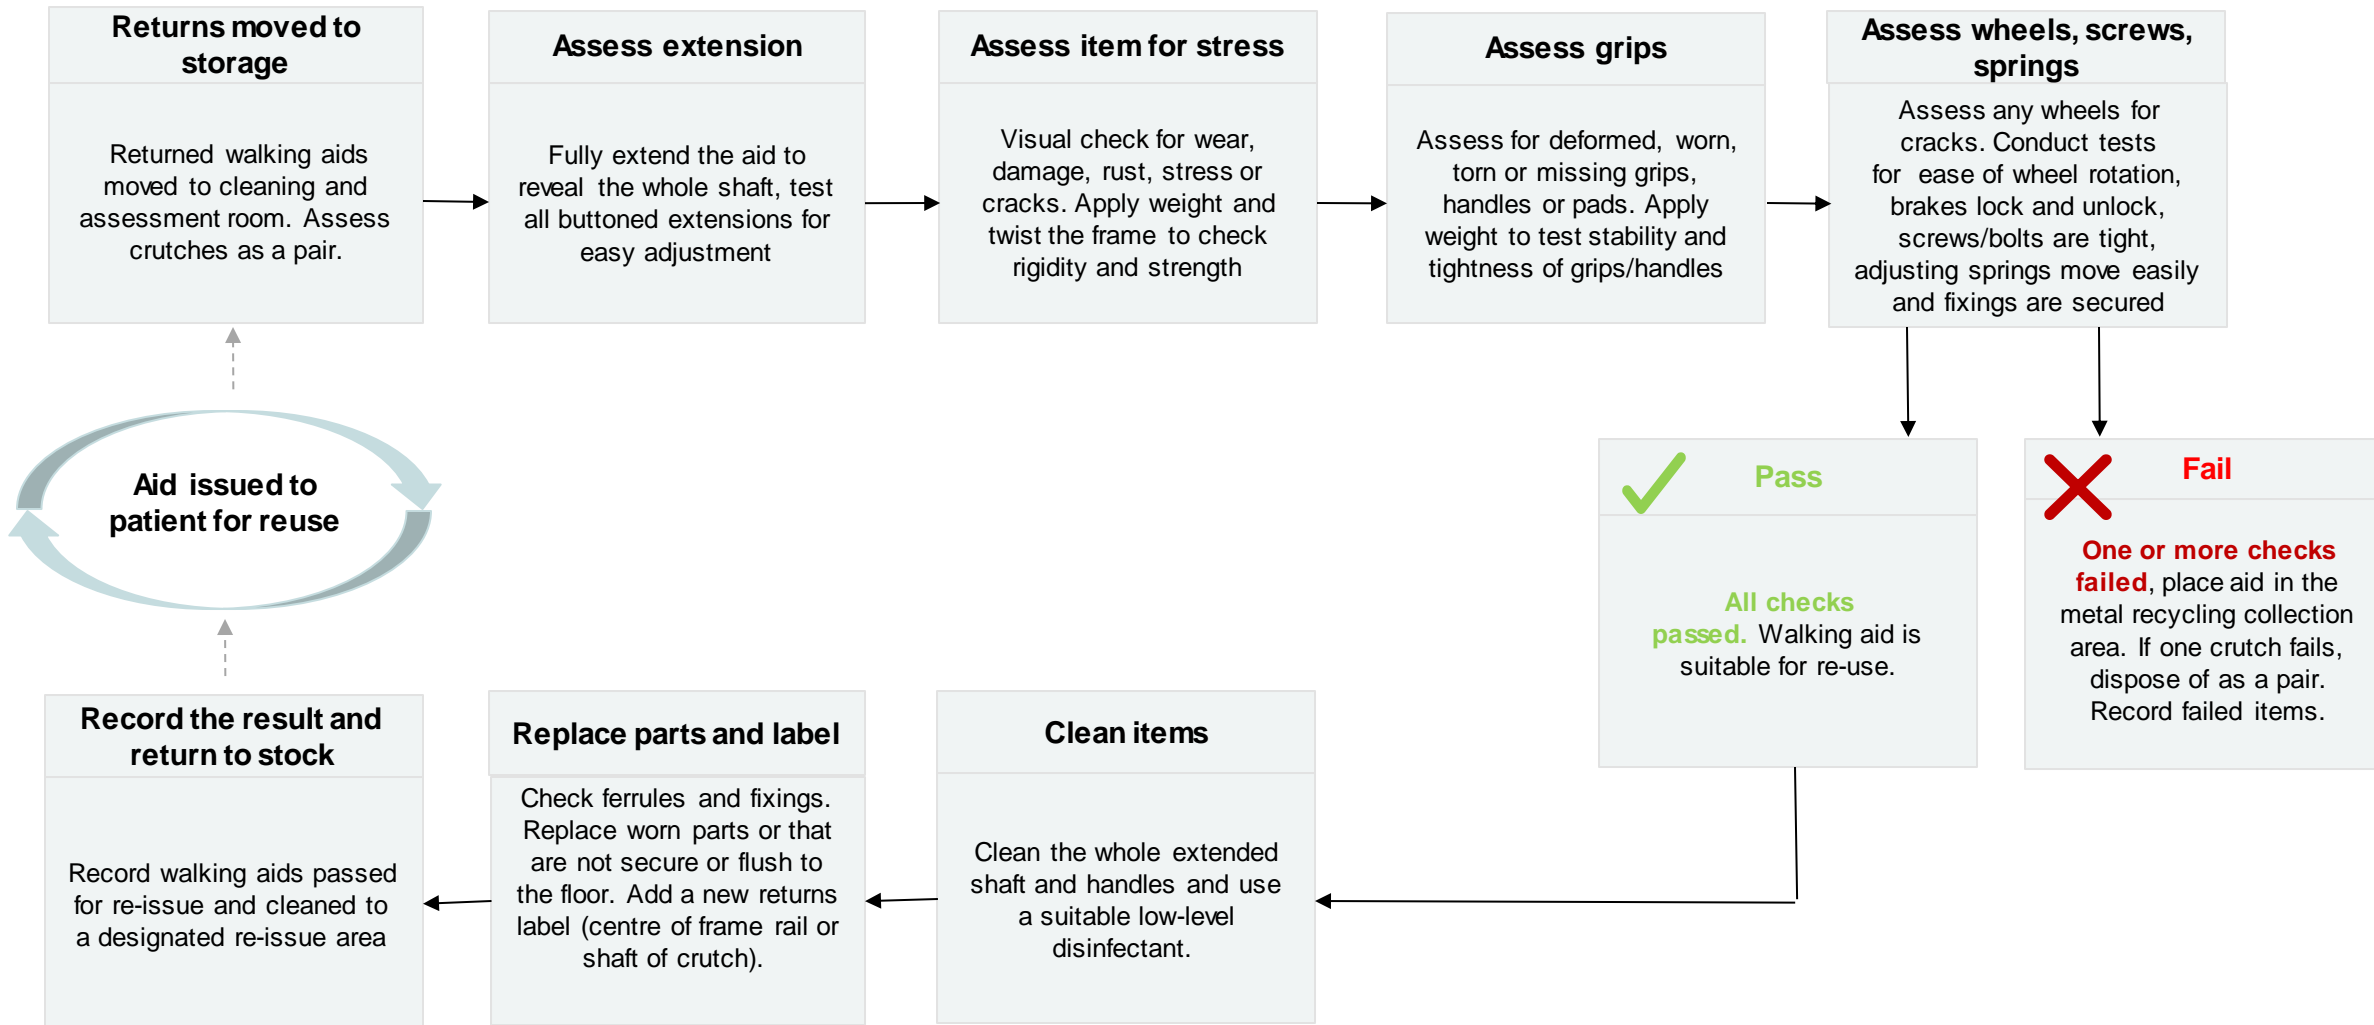 Returns moved to
storage
Returned walking aids
moved to cleaning and
assessment room. Assess
crutches as a pair.
Assess extension
Fully extend the aid to
reveal the whole shaft, test
all buttoned extensions for
easy adjustment
Assess item for stress
Visual check for wear,
damage, rust, stress or
cracks. Apply weight and
twist the frame to check
rigidity and strength
Assess grips
Assess for deformed, worn,
torn or missing grips,
handles or pads. Apply
weight to test stability and
tightness of grips/handles
Assess wheels, screws,
springs
Assess any wheels for
cracks. Conduct tests
for ease of wheel rotation,
brakes lock and unlock,
screws/bolts are tight,
adjusting springs move easily
and fixings are secured
Pass
All checks
passed. Walking aid is
suitable for re-use.
Fail
One or more checks
failed, place aid in the
metal recycling collection
area. If one crutch fails,
dispose of as a pair.
Record failed items.
Clean items
Clean the whole extended
shaft and handles and use
a suitable low-level
disinfectant.
Replace parts and label
Check ferrules and fixings.
Replace worn parts or that
are not secure or flush to
the floor. Add a new returns
label (centre of frame rail or
shaft of crutch).
Record the result and
return to stock
Record walking aids passed
for re-issue and cleaned to
a designated re-issue area
Aid issued to
patient for reuse